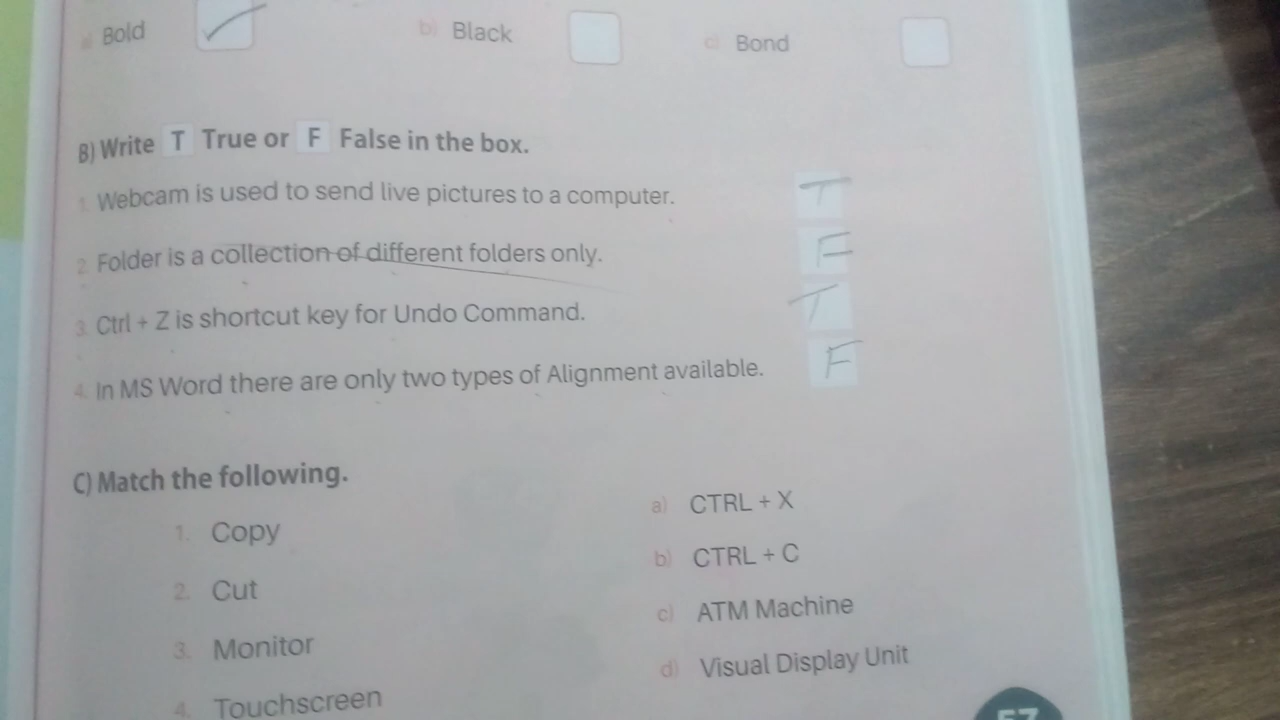 a) Bold b) Black c) Bond
B) Write T True or F False in the box.
1. Webcam is used to send live pictures to a computer. T
2. Folder is a collection of different folders only. F
3. Ctrl + Z is shortcut key for Undo Command. T
4. In MS Word there are only two types of Alignment available. F
C) Match the following.
1. Copy a) CTRL + X
2. Cut b) CTRL + C
3. Monitor c) ATM Machine
4. Touchscreen d) Visual Display Unit
57